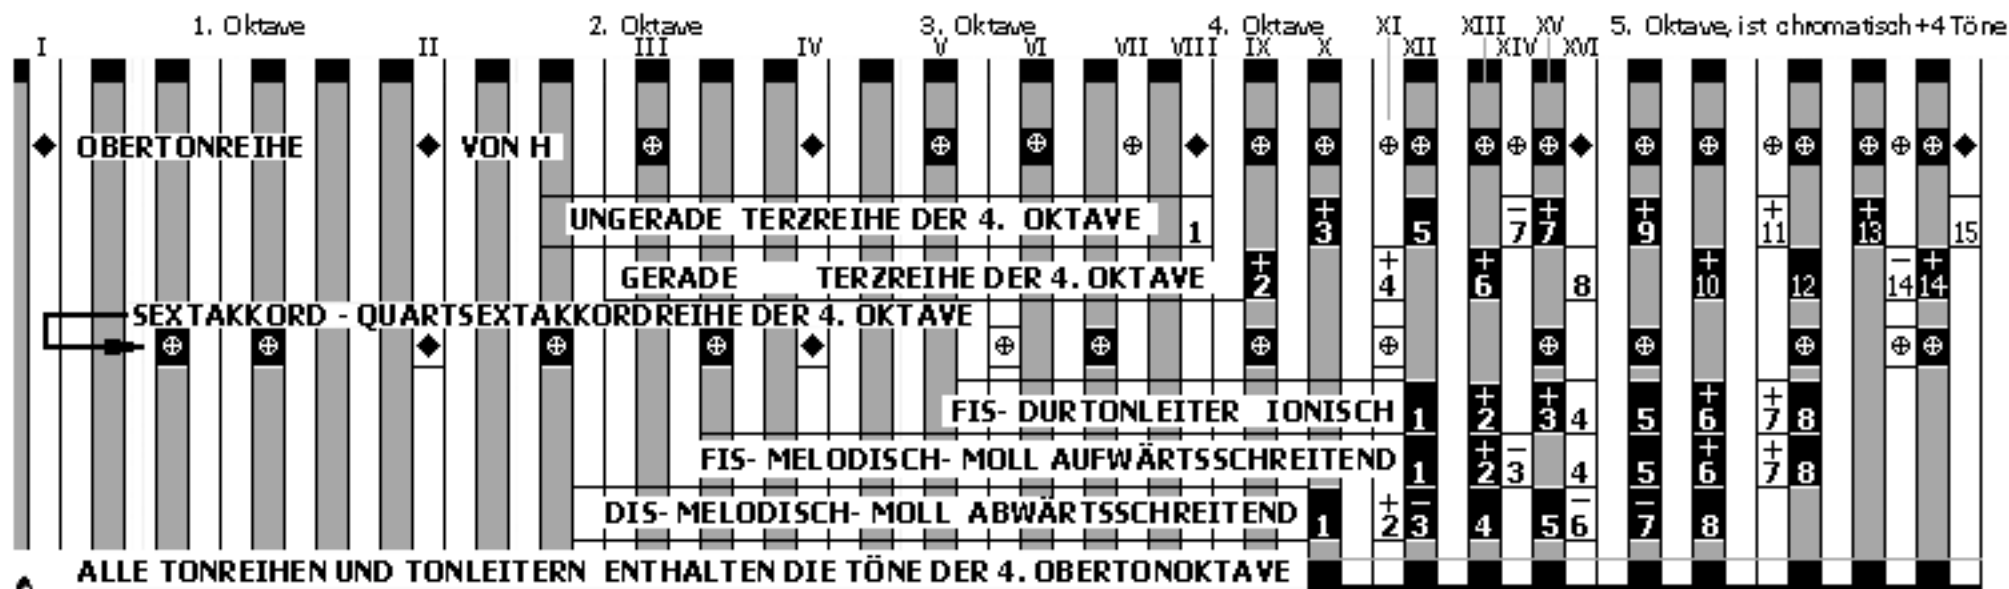 1. Oktave 2. Oktave 3. Oktave 4. Oktave XI XIII XV 5. Oktave, ist chromatisch+4 Töne
I II III IV V VI VII VIII IX X XII XIV XVI
OBERTONREIHE VON H
UNGERADE TERZREIHE DER 4. OKTAVE 1 +3 5 −7 +7 +9 +11 +13 15
GERADE TERZREIHE DER 4. OKTAVE +2 +4 +6 8 +10 12 −14 +14
SEXTAKKORD - QUARTSEXTAKKORDREIHE DER 4. OKTAVE
FIS- DURTONLEITER IONISCH 1 +2 +3 4 5 +6 +7 8
FIS- MELODISCH- MOLL AUFWÄRTSSCHREITEND 1 +2 −3 4 5 +6 +7 8
DIS- MELODISCH- MOLL ABWÄRTSSCHREITEND 1 +2 −3 4 5 −6 −7 8
ALLE TONREIHEN UND TONLEITERN ENTHALTEN DIE TÖNE DER 4. OBERTONOKTAVE